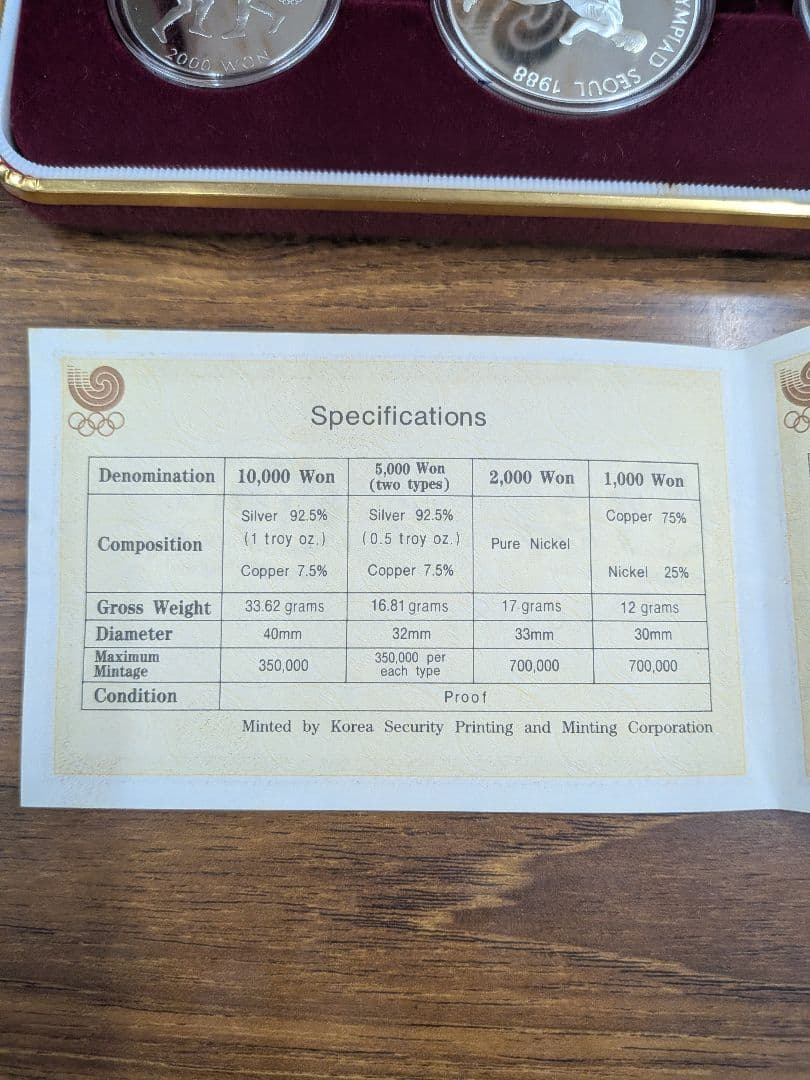 2000 WON
YMPIAD SEOUL 1988
Specifications
Denomination 10,000 Won 5,000 Won (two types) 2,000 Won 1,000 Won
Composition Silver 92.5% (1 troy oz.) Copper 7.5% Silver 92.5% (0.5 troy oz.) Copper 7.5% Pure Nickel Copper 75% Nickel 25%
Gross Weight 33.62 grams 16.81 grams 17 grams 12 grams
Diameter 40mm 32mm 33mm 30mm
Maximum Mintage 350,000 350,000 per each type 700,000 700,000
Condition Proof
Minted by Korea Security Printing and Minting Corporation